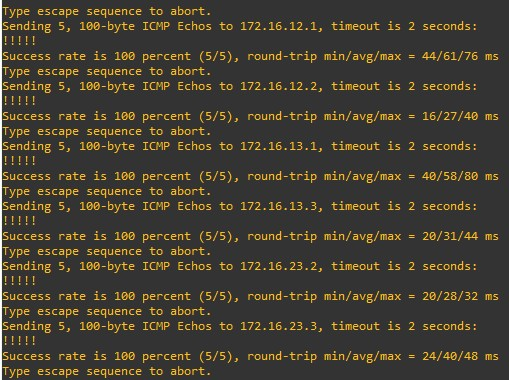 Type escape sequence to abort.
Sending 5, 100-byte ICMP Echos to 172.16.12.1, timeout is 2 seconds:
!!!!!
Success rate is 100 percent (5/5), round-trip min/avg/max = 44/61/76 ms
Type escape sequence to abort.
Sending 5, 100-byte ICMP Echos to 172.16.12.2, timeout is 2 seconds:
!!!!!
Success rate is 100 percent (5/5), round-trip min/avg/max = 16/27/40 ms
Type escape sequence to abort.
Sending 5, 100-byte ICMP Echos to 172.16.13.1, timeout is 2 seconds:
!!!!!
Success rate is 100 percent (5/5), round-trip min/avg/max = 40/58/80 ms
Type escape sequence to abort.
Sending 5, 100-byte ICMP Echos to 172.16.13.3, timeout is 2 seconds:
!!!!!
Success rate is 100 percent (5/5), round-trip min/avg/max = 20/31/44 ms
Type escape sequence to abort.
Sending 5, 100-byte ICMP Echos to 172.16.23.2, timeout is 2 seconds:
!!!!!
Success rate is 100 percent (5/5), round-trip min/avg/max = 20/28/32 ms
Type escape sequence to abort.
Sending 5, 100-byte ICMP Echos to 172.16.23.3, timeout is 2 seconds:
!!!!!
Success rate is 100 percent (5/5), round-trip min/avg/max = 24/40/48 ms
Type escape sequence to abort.